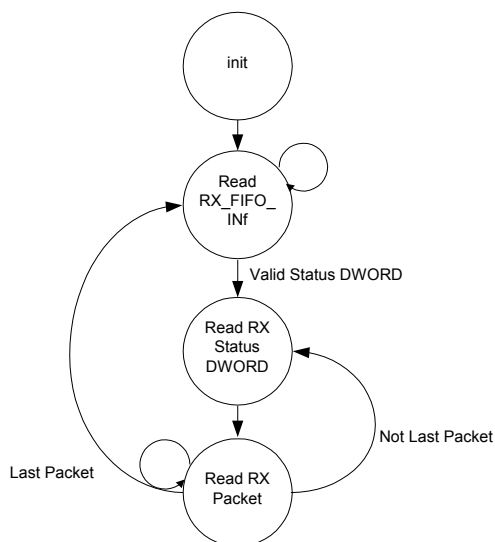 init
Read
RX_FIFO_
INf
Valid Status DWORD
Read RX
Status
DWORD
Not Last Packet
Last Packet
Read RX
Packet